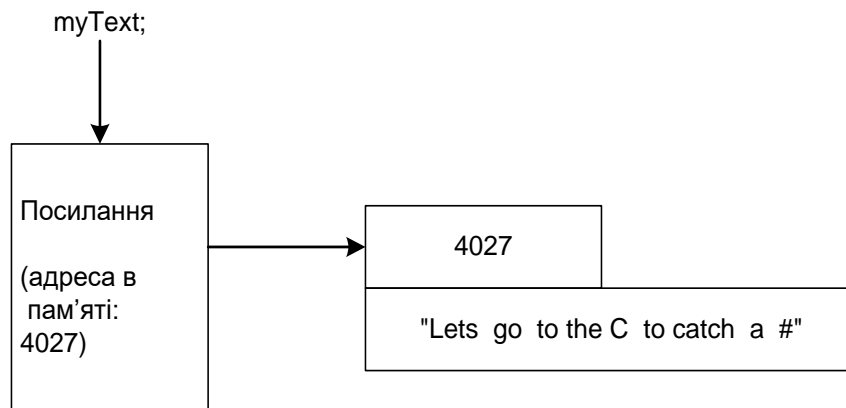 myText;
Посилання
(адреса в
пам’яті:
4027)
4027
"Lets go to the C to catch a #"